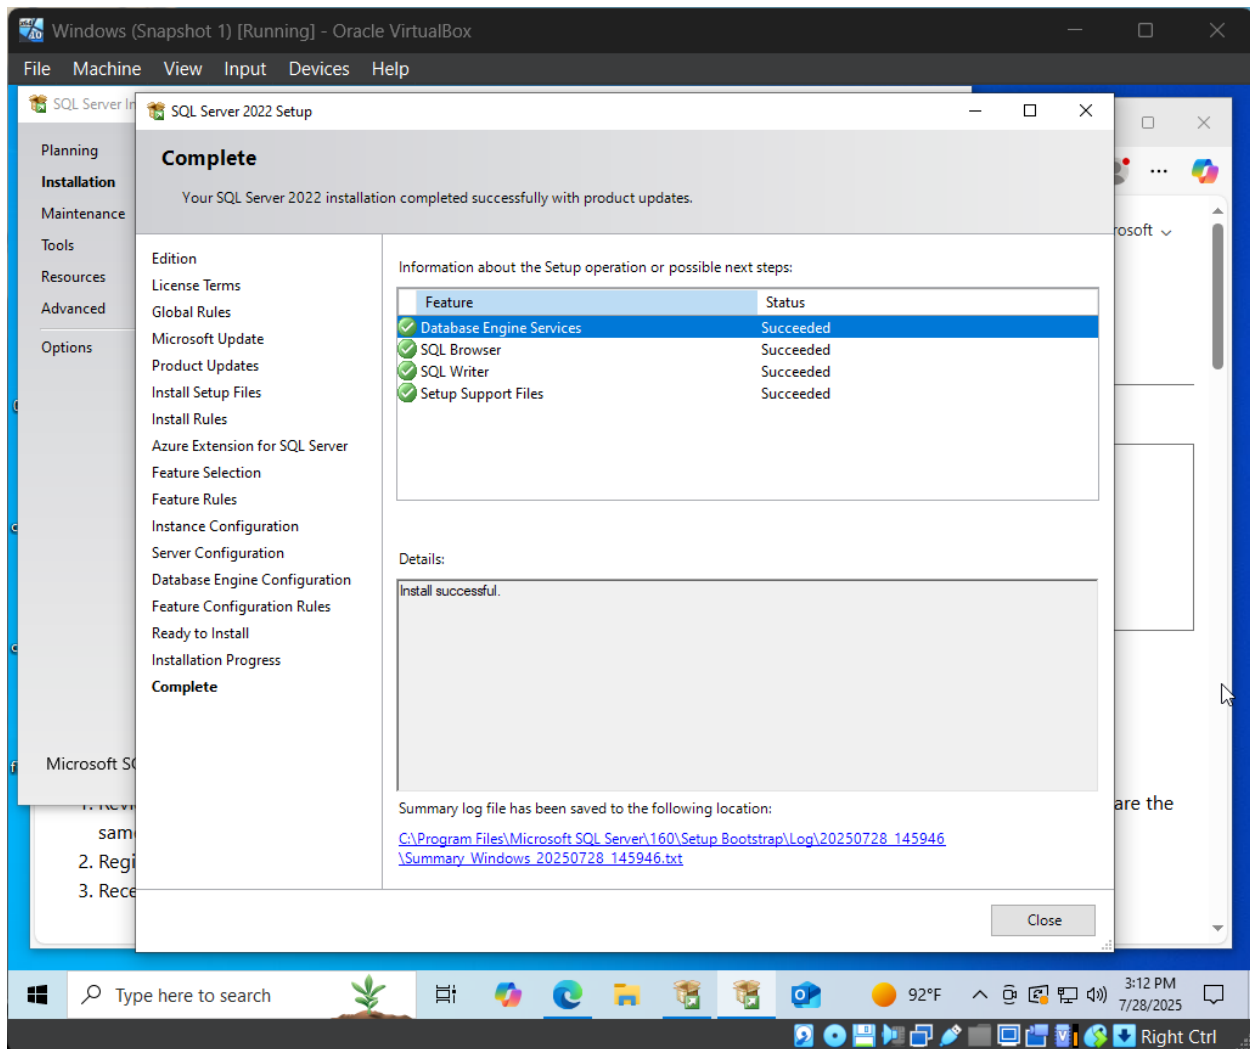 Windows (Snapshot 1) [Running] - Oracle VirtualBox
File Machine View Input Devices Help
SQL Server In
SQL Server 2022 Setup
Planning
Installation
Maintenance
Tools
Resources
Advanced
Options
Microsoft SQ
Complete
Your SQL Server 2022 installation completed successfully with product updates.
Edition
License Terms
Global Rules
Microsoft Update
Product Updates
Install Setup Files
Install Rules
Azure Extension for SQL Server
Feature Selection
Feature Rules
Instance Configuration
Server Configuration
Database Engine Configuration
Feature Configuration Rules
Ready to Install
Installation Progress
Complete
Information about the Setup operation or possible next steps:
Feature Status
Database Engine Services Succeeded
SQL Browser Succeeded
SQL Writer Succeeded
Setup Support Files Succeeded
Details:
Install successful.
Summary log file has been saved to the following location:
C:\Program Files\Microsoft SQL Server\160\Setup Bootstrap\Log\20250728_145946
\Summary_Windows_20250728_145946.txt
Close
rosoft
are the
sam
2. Regi
3. Rece
Type here to search
92°F
3:12 PM
7/28/2025
Right Ctrl